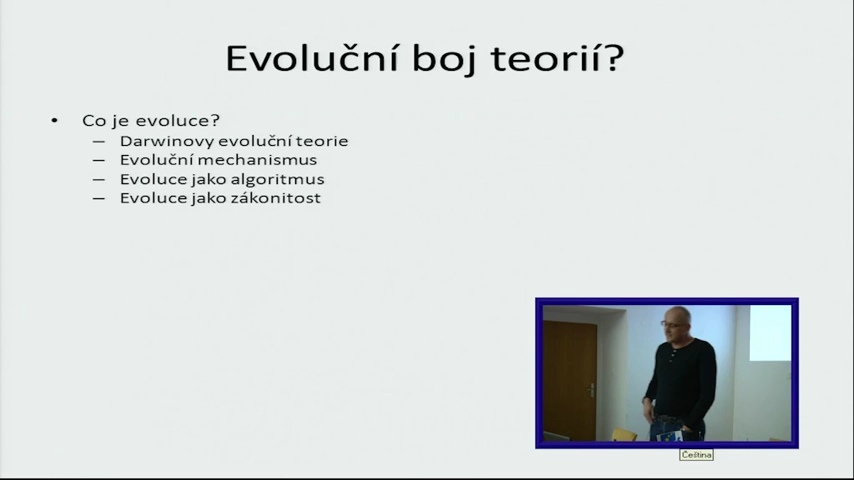 Evoluční boj teorií?
• Co je evoluce?
– Darwinovy evoluční teorie
– Evoluční mechanismus
– Evoluce jako algoritmus
– Evoluce jako zákonitost
Čeština